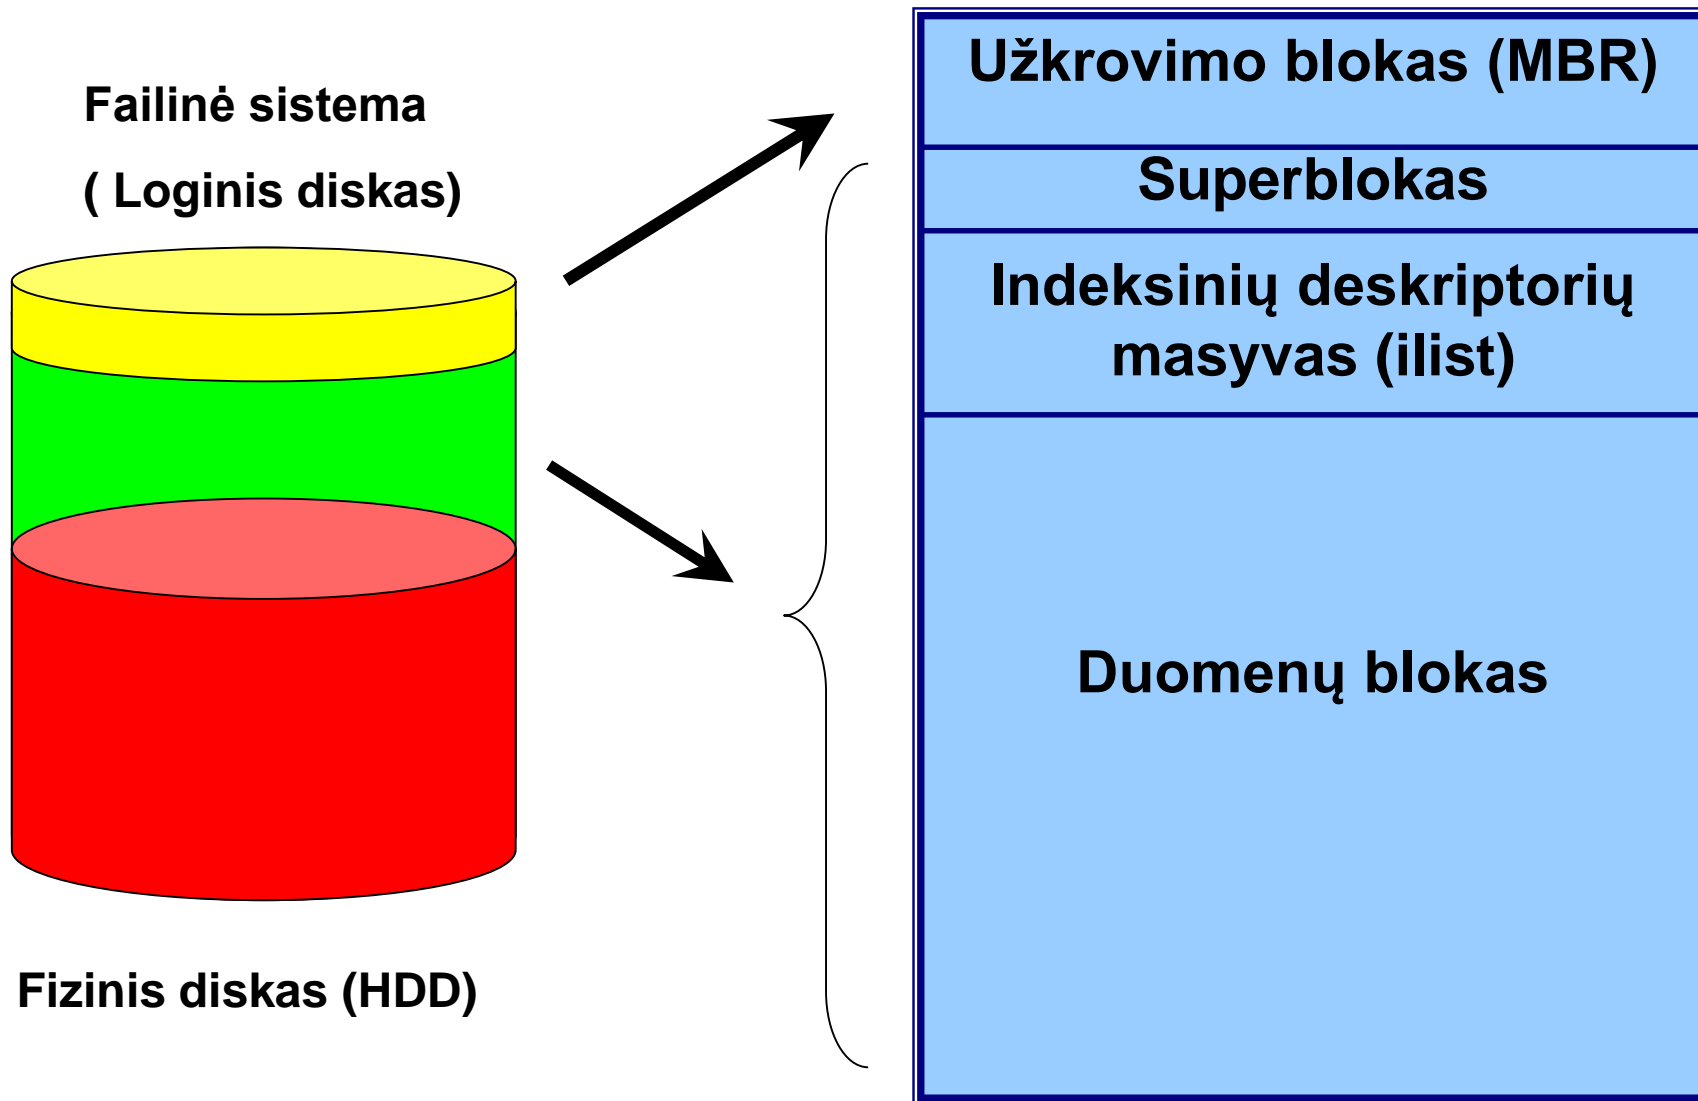 Failinė sistema
( Loginis diskas)
Fizinis diskas (HDD)
Užkrovimo blokas (MBR)
Superblokas
Indeksinių deskriptorių
masyvas (ilist)
Duomenų blokas